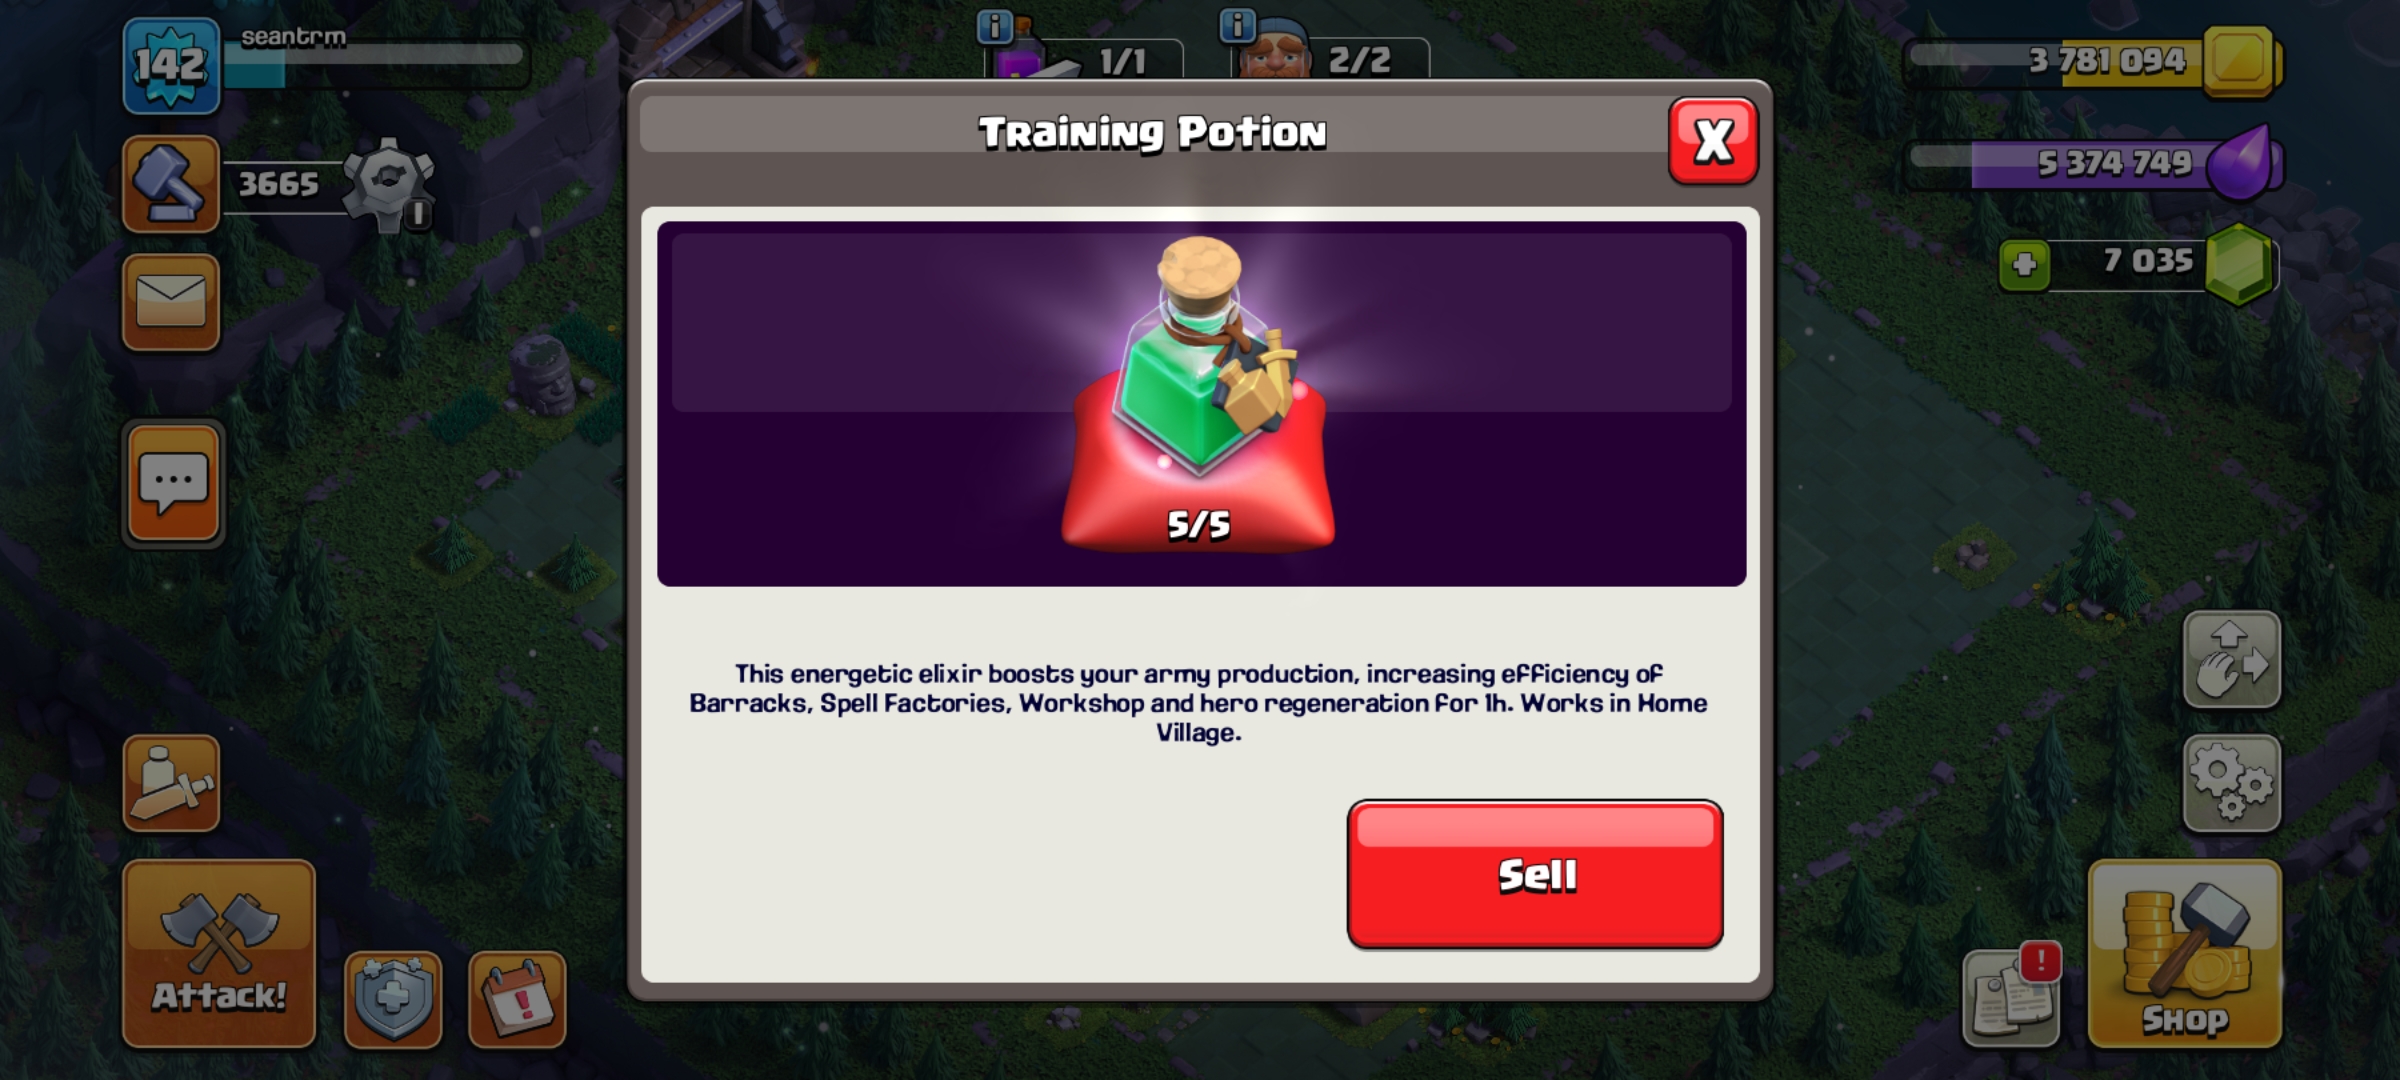 142
seantrm
1/1
2/2
3 781 094
Training Potion
X
3665
I
5 374 749
7 035
5/5
This energetic elixir boosts your army production, increasing efficiency of
Barracks, Spell Factories, Workshop and hero regeneration for 1h. Works in Home
Village.
Sell
Attack!
!
Shop